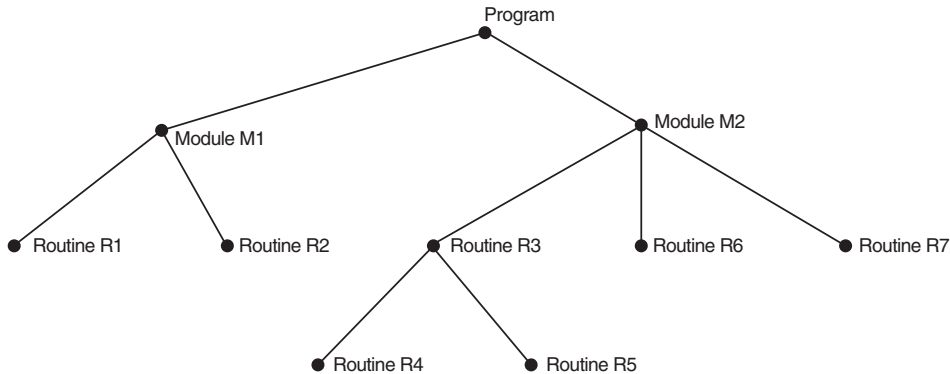 Program
Module M1
Module M2
Routine R1
Routine R2
Routine R3
Routine R6
Routine R7
Routine R4
Routine R5